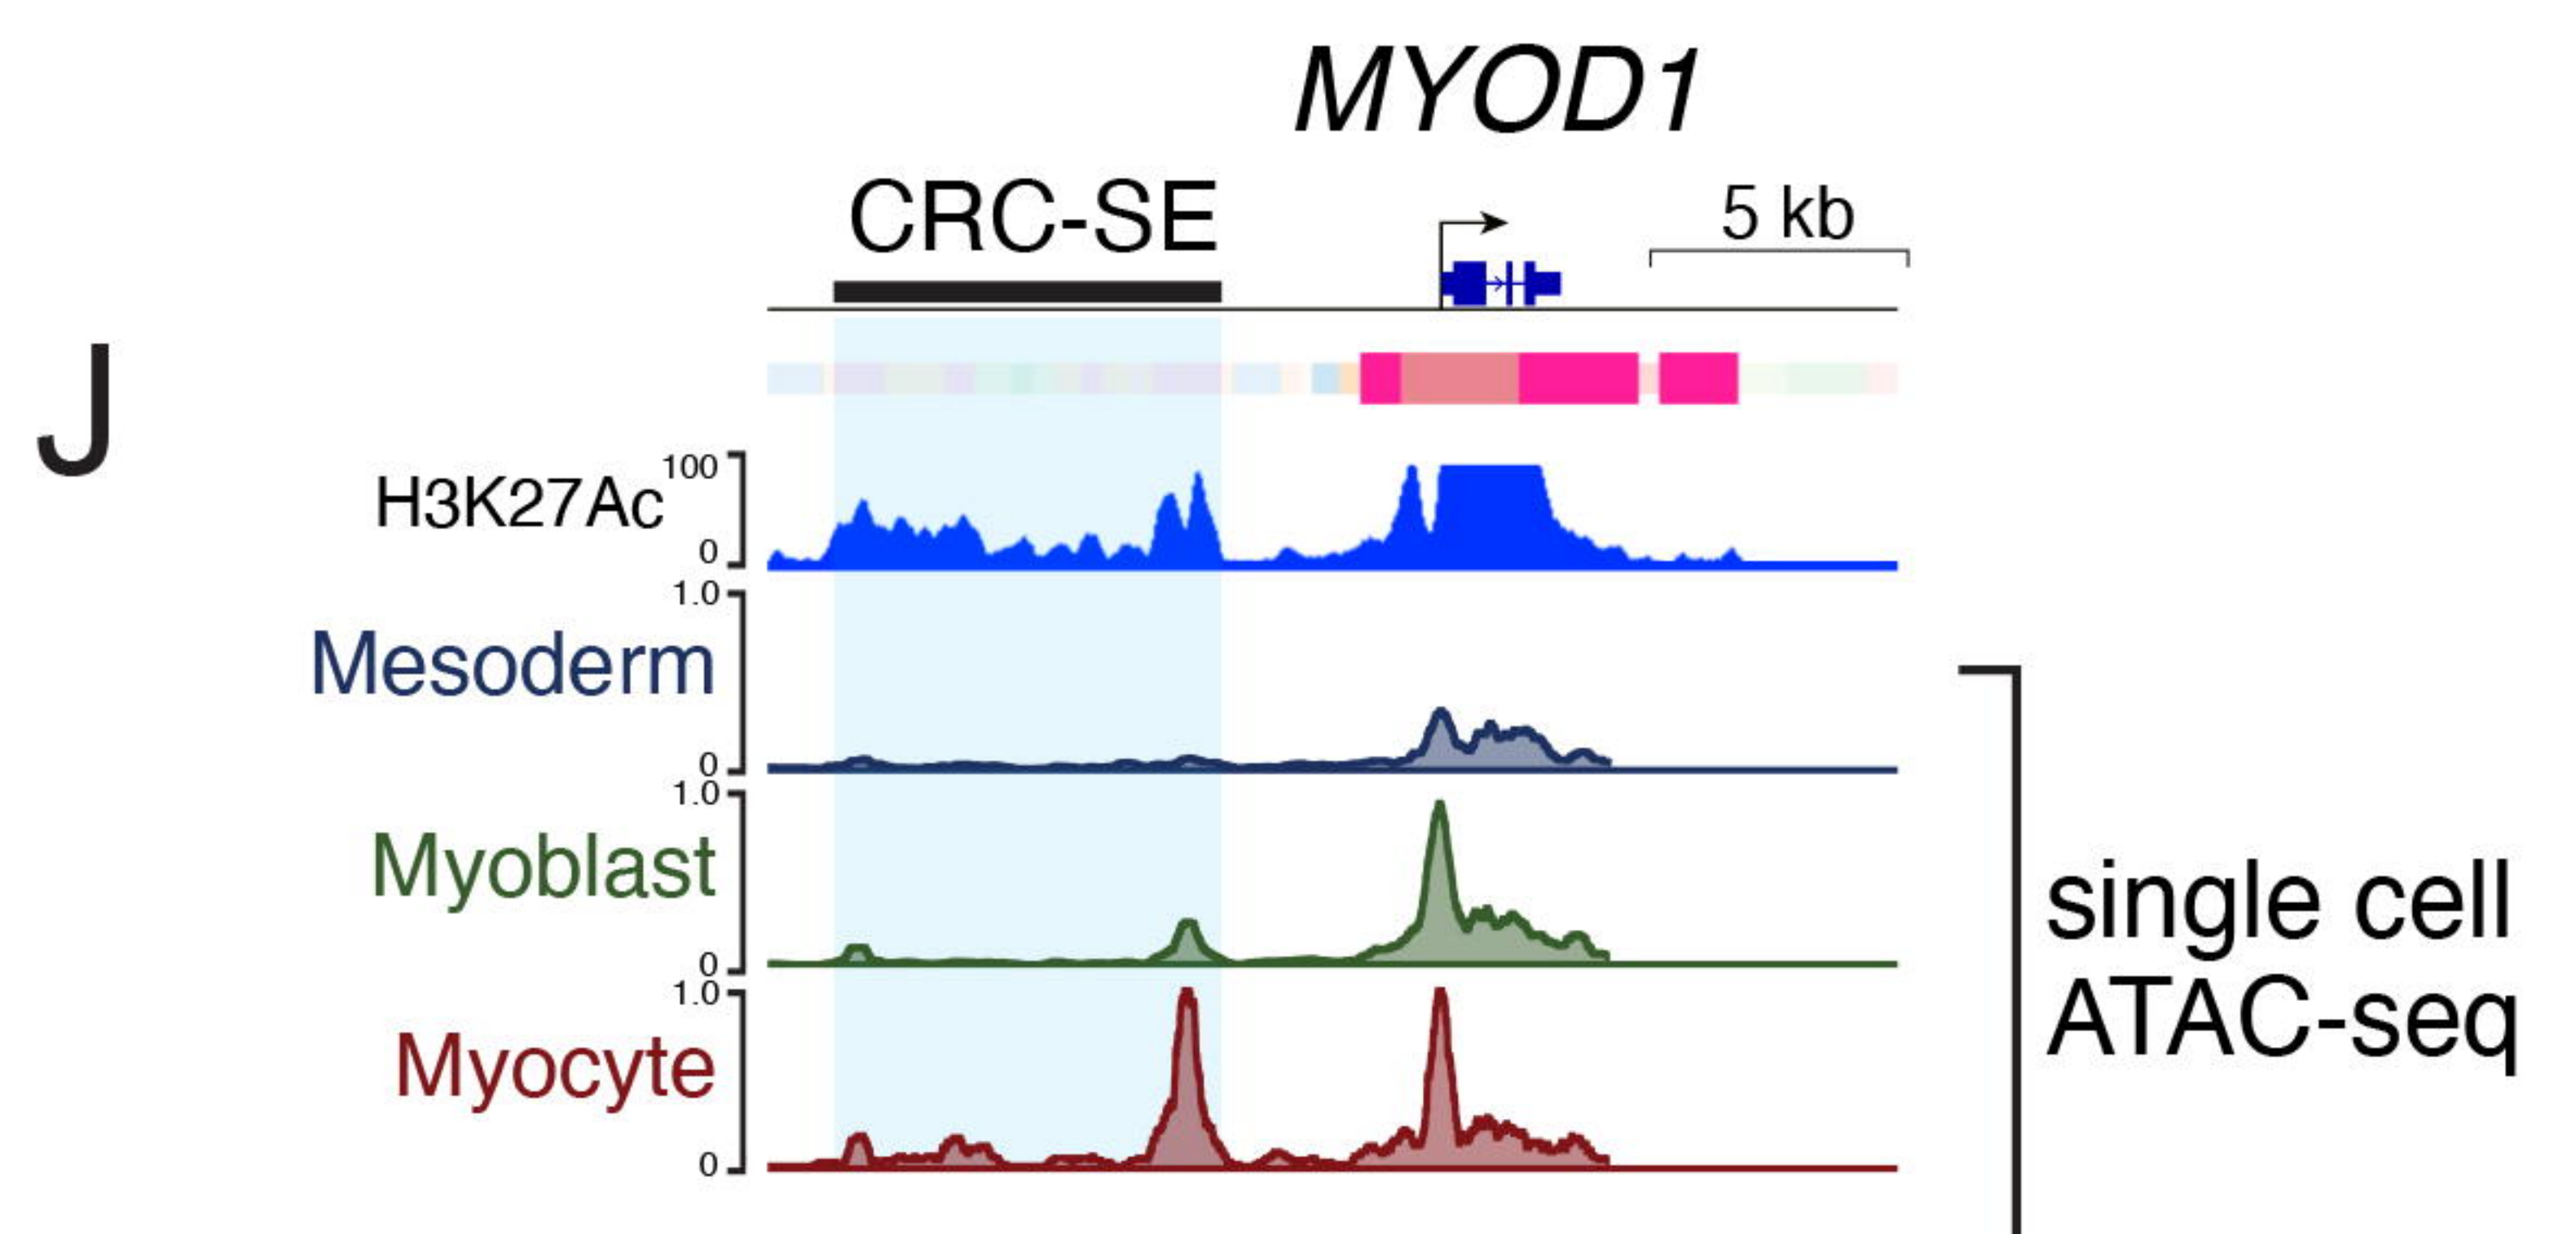 J
MYOD1
CRC-SE
5 kb
H3K27Ac
100
0
Mesoderm
1.0
0
Myoblast
1.0
0
Myocyte
1.0
0
single cell
ATAC-seq